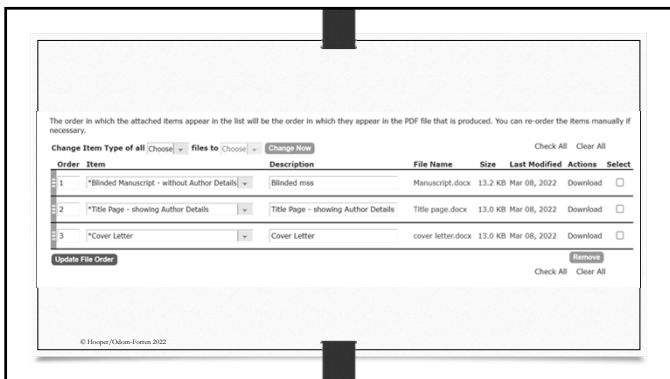 The order in which the attached items appear in the list will be the order in which they appear in the PDF file that is produced. You can re-order the items manually if
necessary.
Change Item Type of all Choose files to Choose Change Now Check All Clear All
Order Item Description File Name Size Last Modified Actions Select
1 *Blinded Manuscript - without Author Details Blinded mss Manuscript.docx 13.2 KB Mar 08, 2022 Download
2 *Title Page - showing Author Details Title Page - showing Author Details Title page.docx 13.0 KB Mar 08, 2022 Download
3 *Cover Letter Cover Letter cover letter.docx 13.0 KB Mar 08, 2022 Download
Update File Order Remove
Check All Clear All
© Hooper/Odom-Forren 2022